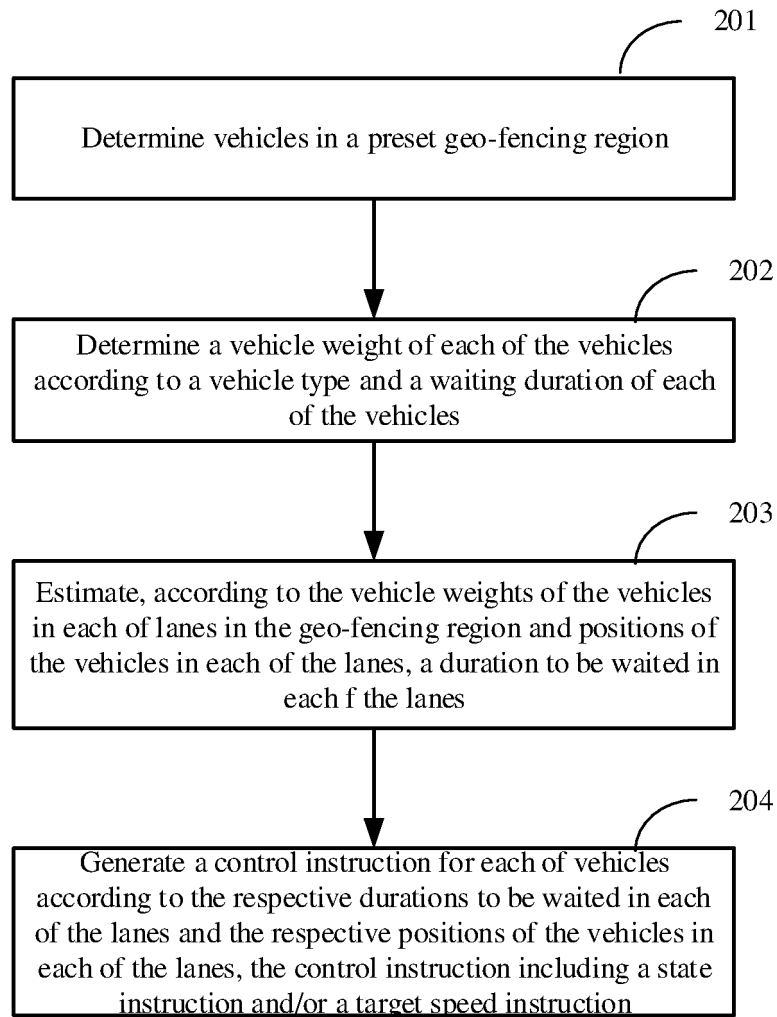 201
Determine vehicles in a preset geo-fencing region
202
Determine a vehicle weight of each of the vehicles
according to a vehicle type and a waiting duration of each
of the vehicles
203
Estimate, according to the vehicle weights of the vehicles
in each of lanes in the geo-fencing region and positions of
the vehicles in each of the lanes, a duration to be waited in
each f the lanes
204
Generate a control instruction for each of vehicles
according to the respective durations to be waited in each
of the lanes and the respective positions of the vehicles in
each of the lanes, the control instruction including a state
instruction and/or a target speed instruction